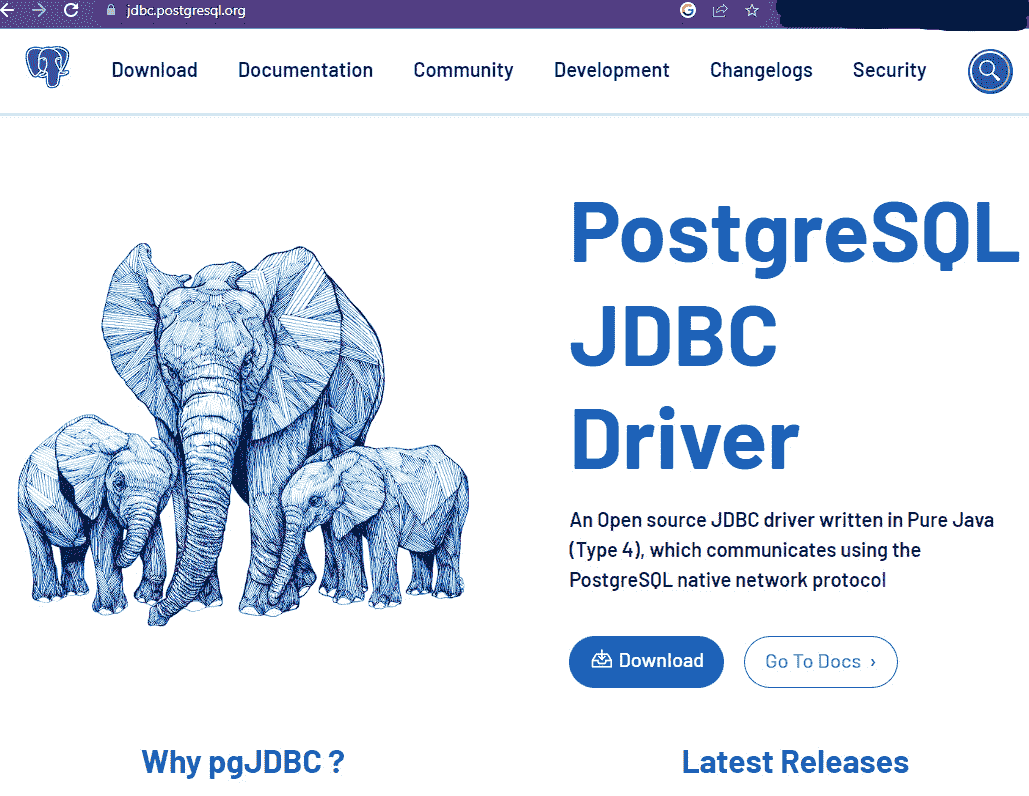 jdbc.postgresql.org
Download Documentation Community Development Changelogs Security
PostgreSQL
JDBC
Driver
An Open source JDBC driver written in Pure Java
(Type 4), which communicates using the
PostgreSQL native network protocol
Download Go To Docs ›
Why pgJDBC ?
Latest Releases